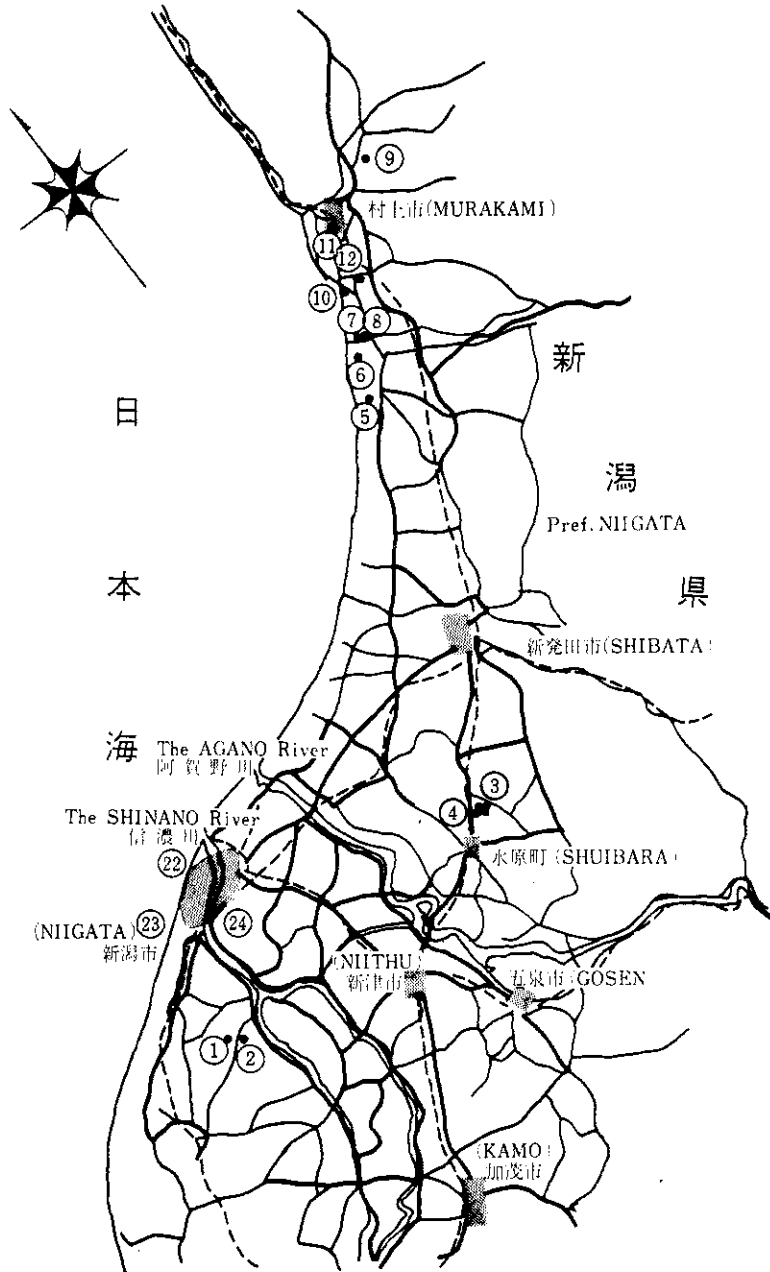 ⑨
村上市(MURAKAMI)
⑪ ⑫
⑩
⑦ ⑧
⑥
⑤
日
本
海
新
潟
県
Pref. NIIGATA
新発田市(SHIBATA)
The AGANO River
阿賀野川
③
④
The SHINANO River
信濃川
水原町(SHUIBARA)
㉒
㉓
㉔
(NIIGATA)
新潟市
(NIITHU)
新津市
五泉市(GOSEN
① ②
(KAMO)
加茂市